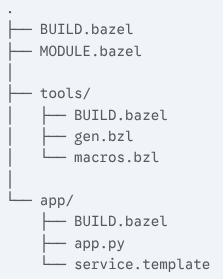 .
├── BUILD.bazel
├── MODULE.bazel
│
├── tools/
│   ├── BUILD.bazel
│   ├── gen.bzl
│   └── macros.bzl
│
└── app/
    ├── BUILD.bazel
    ├── app.py
    └── service.template